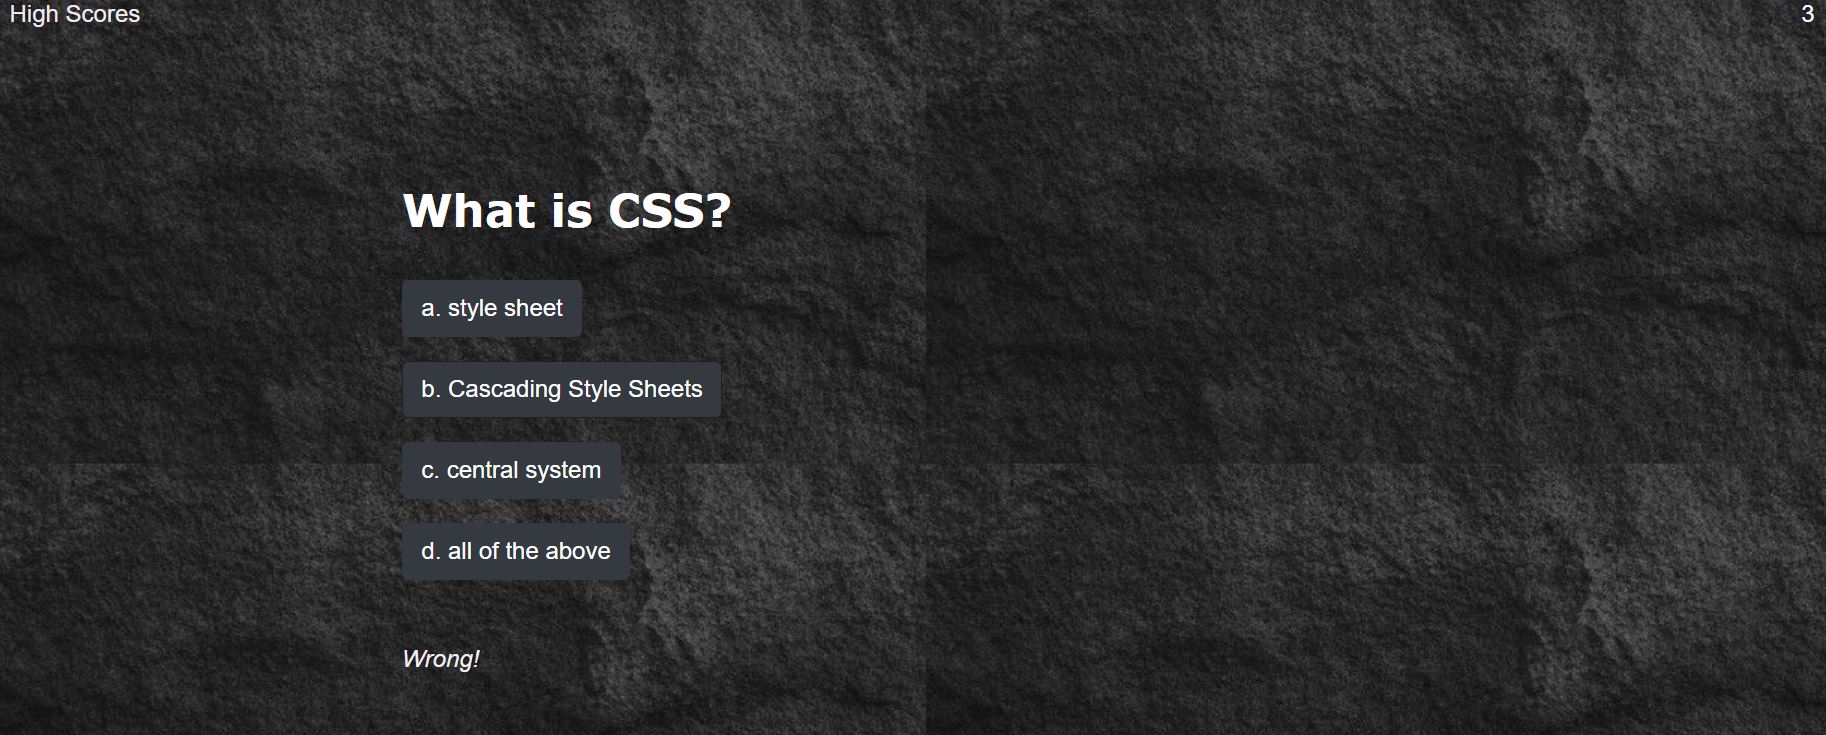 High Scores
3
What is CSS?
a. style sheet
b. Cascading Style Sheets
c. central system
d. all of the above
Wrong!